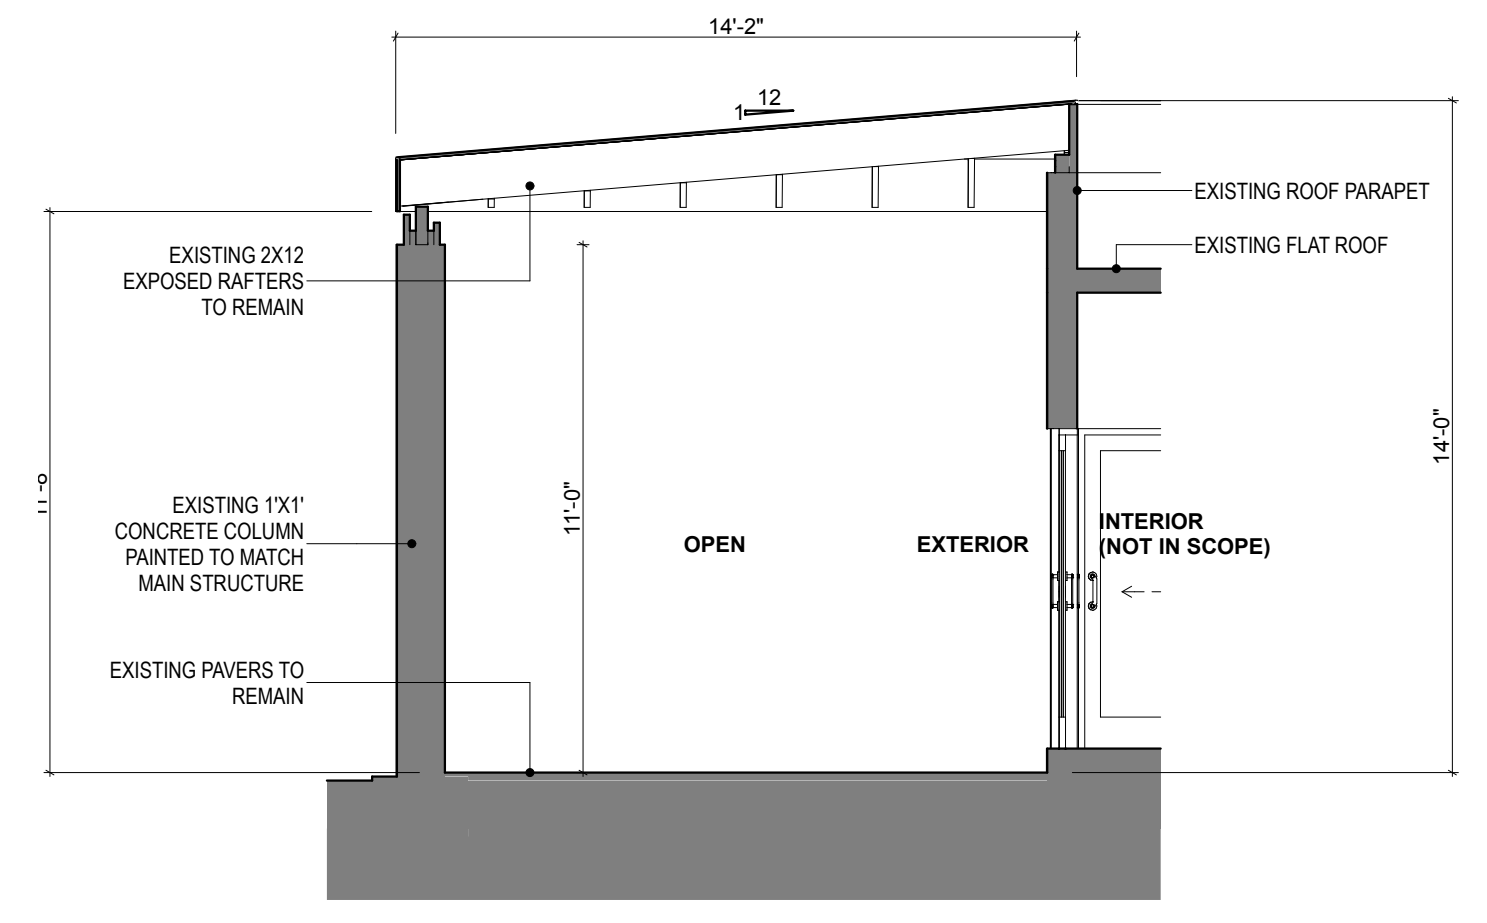 14'-2"
12
1
EXISTING ROOF PARAPET
EXISTING FLAT ROOF
EXISTING 2X12
EXPOSED RAFTERS
TO REMAIN
14'-0"
11'-0"
EXISTING 1'X1'
CONCRETE COLUMN
PAINTED TO MATCH
MAIN STRUCTURE
OPEN
EXTERIOR
INTERIOR
(NOT IN SCOPE)
EXISTING PAVERS TO
REMAIN